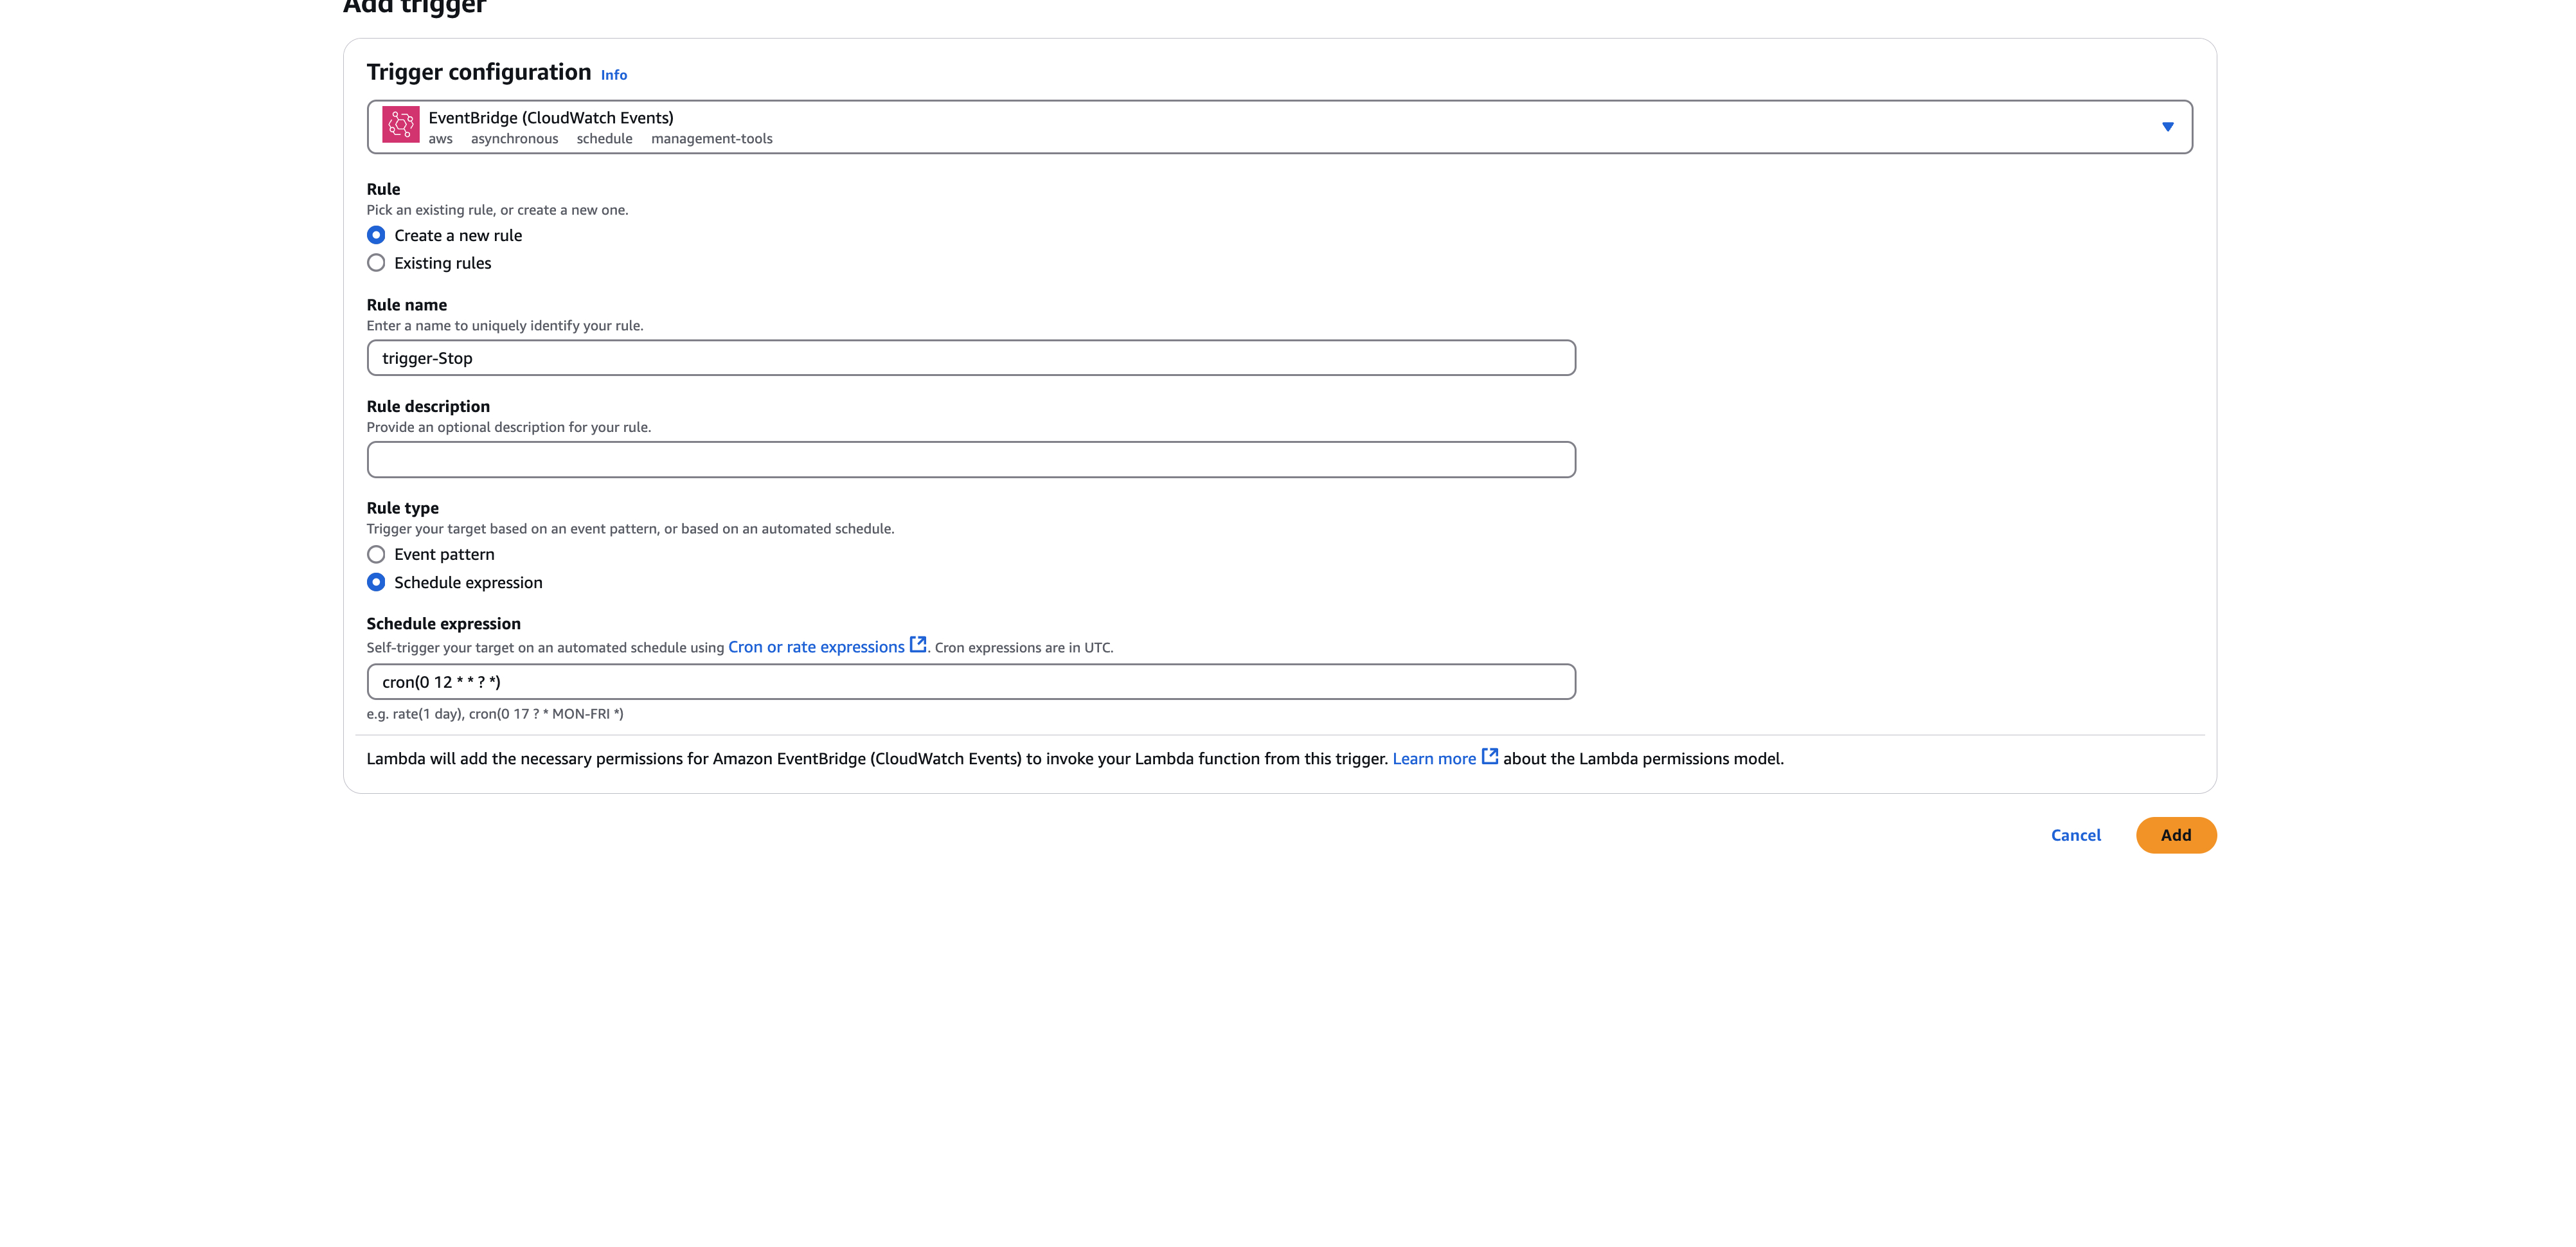 Add trigger
Trigger configuration Info
EventBridge (CloudWatch Events)
aws asynchronous schedule management-tools
Rule
Pick an existing rule, or create a new one.
Create a new rule
Existing rules
Rule name
Enter a name to uniquely identify your rule.
trigger-Stop
Rule description
Provide an optional description for your rule.
Rule type
Trigger your target based on an event pattern, or based on an automated schedule.
Event pattern
Schedule expression
Schedule expression
Self-trigger your target on an automated schedule using Cron or rate expressions. Cron expressions are in UTC.
cron(0 12 * * ? *)
e.g. rate(1 day), cron(0 17 ? * MON-FRI *)
Lambda will add the necessary permissions for Amazon EventBridge (CloudWatch Events) to invoke your Lambda function from this trigger. Learn more about the Lambda permissions model.
Cancel Add